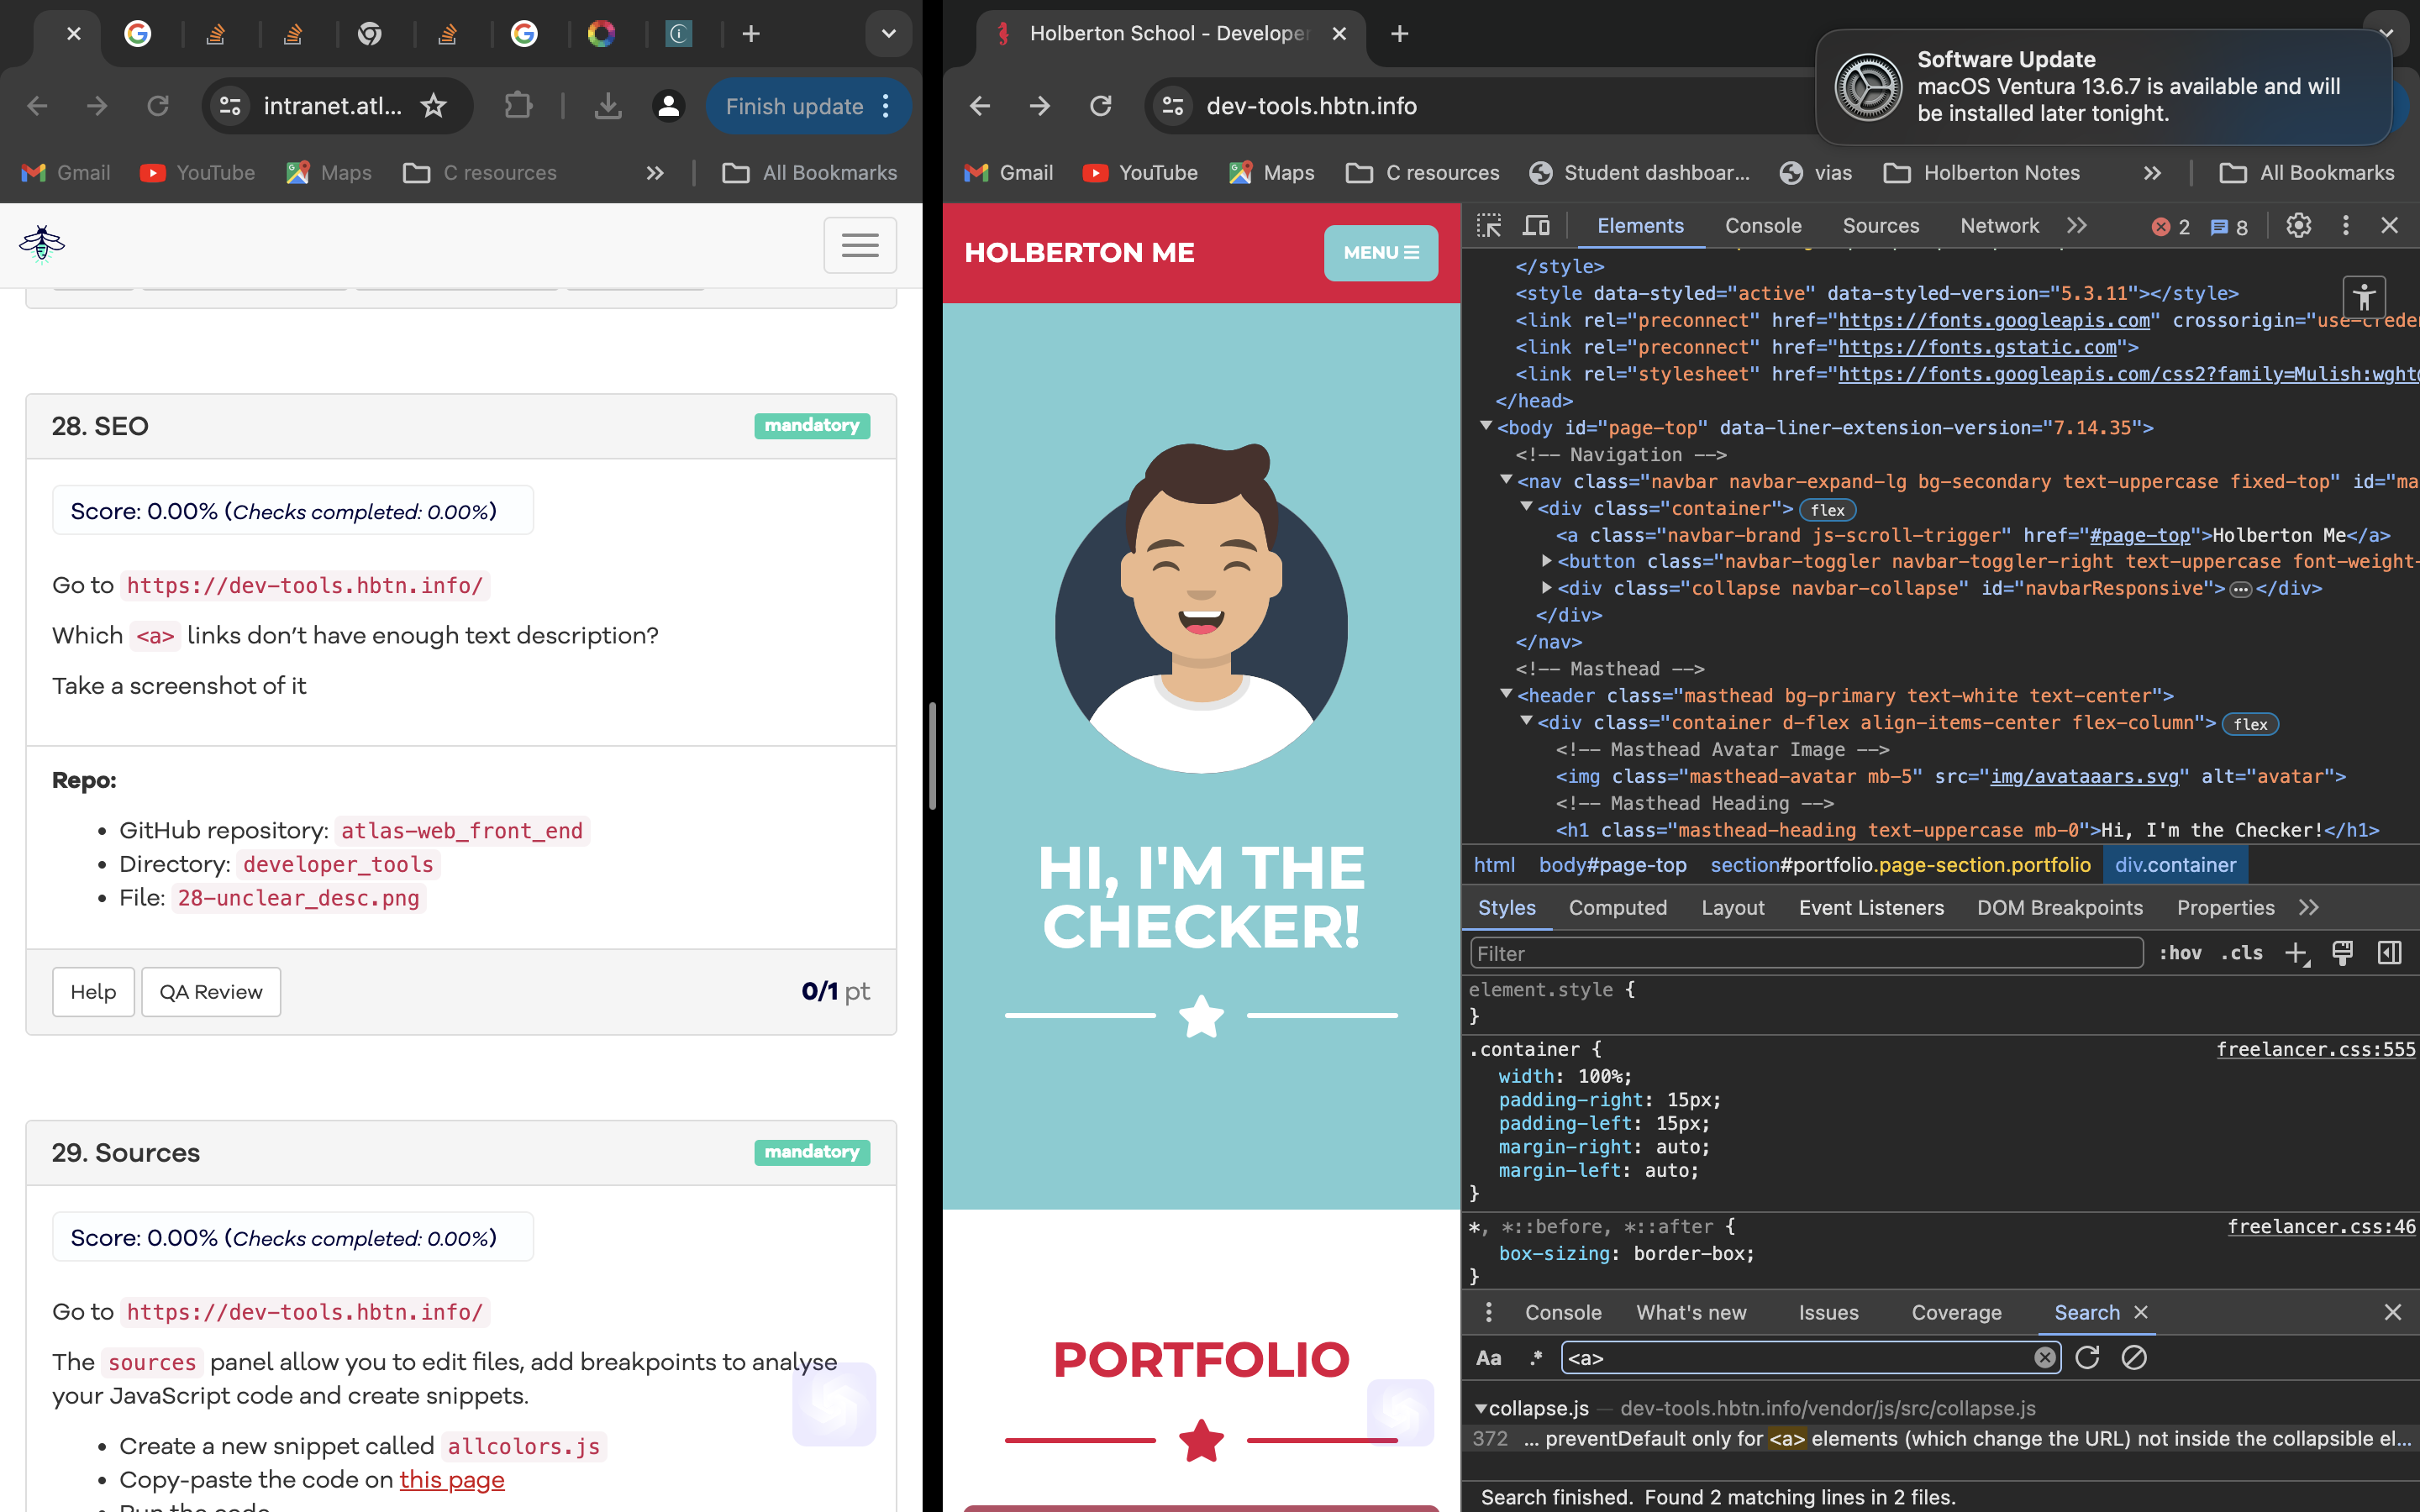 intranet.atl...
Finish update
Gmail
YouTube
Maps
C resources
All Bookmarks
28. SEO
mandatory
Score: 0.00% (Checks completed: 0.00%)
Go to https://dev-tools.hbtn.info/
Which <a> links don't have enough text description?
Take a screenshot of it
Repo:
• GitHub repository: atlas-web_front_end
• Directory: developer_tools
• File: 28-unclear_desc.png
Help
QA Review
0/1 pt
29. Sources
mandatory
Score: 0.00% (Checks completed: 0.00%)
Go to https://dev-tools.hbtn.info/
The sources panel allow you to edit files, add breakpoints to analyse
your JavaScript code and create snippets.
• Create a new snippet called allcolors.js
• Copy-paste the code on this page
• Run the code
Holberton School - Developer
dev-tools.hbtn.info
Software Update
macOS Ventura 13.6.7 is available and will
be installed later tonight.
Gmail
YouTube
Maps
C resources
Student dashboar...
vias
Holberton Notes
All Bookmarks
HOLBERTON ME
MENU
HI, I'M THE
CHECKER!
PORTFOLIO
Elements
Console
Sources
Network
2
8
</style>
<style data-styled="active" data-styled-version="5.3.11"></style>
<link rel="preconnect" href="https://fonts.googleapis.com" crossorigin="use-crede
<link rel="preconnect" href="https://fonts.gstatic.com">
<link rel="stylesheet" href="https://fonts.googleapis.com/css2?family=Mulish:wght
</head>
<body id="page-top" data-liner-extension-version="7.14.35">
<!-- Navigation -->
<nav class="navbar navbar-expand-lg bg-secondary text-uppercase fixed-top" id="ma
<div class="container"> flex
<a class="navbar-brand js-scroll-trigger" href="#page-top">Holberton Me</a>
<button class="navbar-toggler navbar-toggler-right text-uppercase font-weight-
<div class="collapse navbar-collapse" id="navbarResponsive"> ... </div>
</div>
</nav>
<!-- Masthead -->
<header class="masthead bg-primary text-white text-center">
<div class="container d-flex align-items-center flex-column"> flex
<!-- Masthead Avatar Image -->
<img class="masthead-avatar mb-5" src="img/avataaars.svg" alt="avatar">
<!-- Masthead Heading -->
<h1 class="masthead-heading text-uppercase mb-0">Hi, I'm the Checker!</h1>
html body#page-top section#portfolio.page-section.portfolio div.container
Styles
Computed
Layout
Event Listeners
DOM Breakpoints
Properties
Filter
:hov .cls
element.style {
}
.container { freelancer.css:555
width: 100%;
padding-right: 15px;
padding-left: 15px;
margin-right: auto;
margin-left: auto;
}
*, *::before, *::after { freelancer.css:46
box-sizing: border-box;
}
Console
What's new
Issues
Coverage
Search
Aa .* <a>
collapse.js — dev-tools.hbtn.info/vendor/js/src/collapse.js
372 ... preventDefault only for <a> elements (which change the URL) not inside the collapsible el...
Search finished. Found 2 matching lines in 2 files.